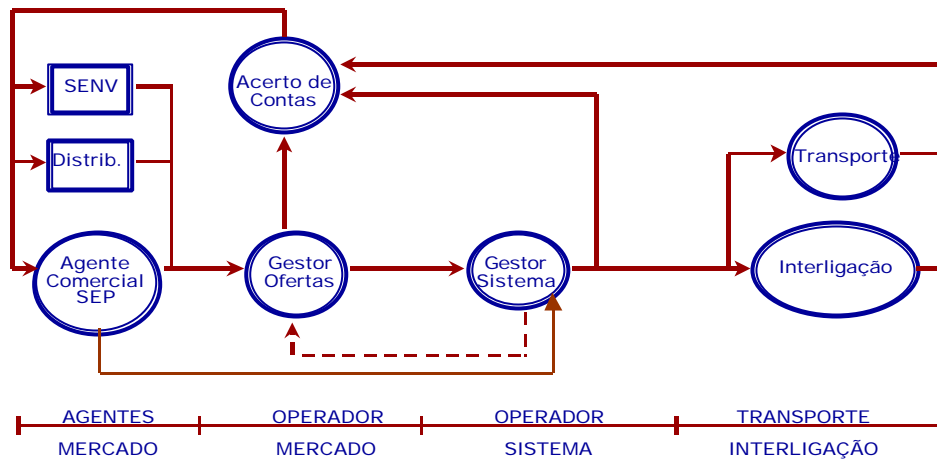 SENV
Distrib.
Agente
Comercial
SEP
Acerto de
Contas
Gestor
Ofertas
Gestor
Sistema
Transporte
Interligação
AGENTES
MERCADO
OPERADOR
MERCADO
OPERADOR
SISTEMA
TRANSPORTE
INTERLIGAÇÃO